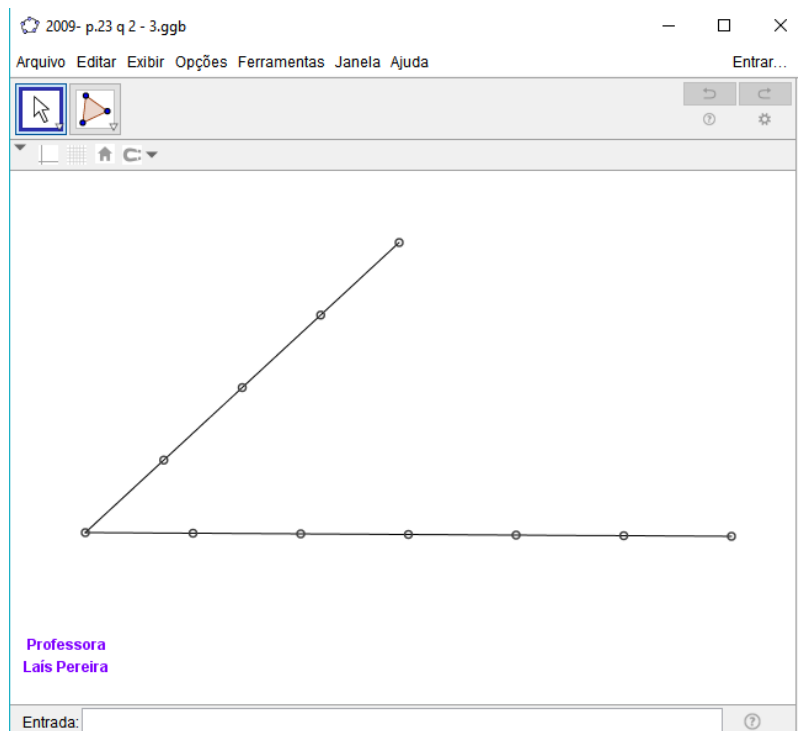 2009- p.23 q 2 - 3.ggb
Arquivo Editar Exibir Opções Ferramentas Janela Ajuda
Entrar...
Professora
Laís Pereira
Entrada: